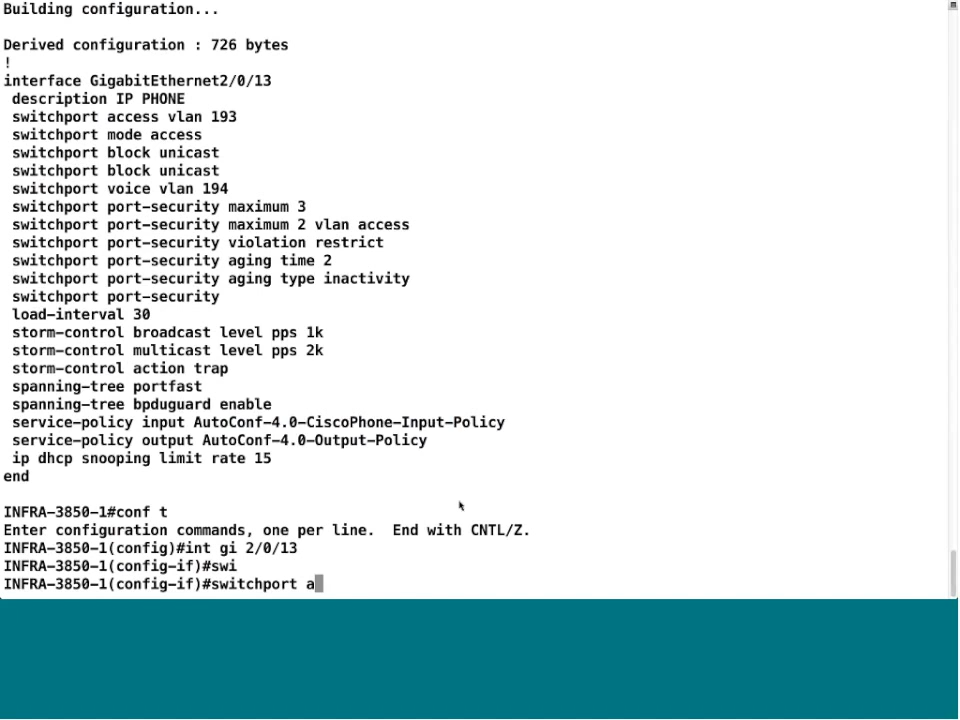 Building configuration...
Derived configuration : 726 bytes
!
interface GigabitEthernet2/0/13
description IP PHONE
switchport access vlan 193
switchport mode access
switchport block unicast
switchport block unicast
switchport voice vlan 194
switchport port-security maximum 3
switchport port-security maximum 2 vlan access
switchport port-security violation restrict
switchport port-security aging time 2
switchport port-security aging type inactivity
switchport port-security
load-interval 30
storm-control broadcast level pps 1k
storm-control multicast level pps 2k
storm-control action trap
spanning-tree portfast
spanning-tree bpduguard enable
service-policy input AutoConf-4.0-CiscoPhone-Input-Policy
service-policy output AutoConf-4.0-Output-Policy
ip dhcp snooping limit rate 15
end
INFRA-3850-1#conf t
Enter configuration commands, one per line.  End with CNTL/Z.
INFRA-3850-1(config)#int gi 2/0/13
INFRA-3850-1(config-if)#swi
INFRA-3850-1(config-if)#switchport a